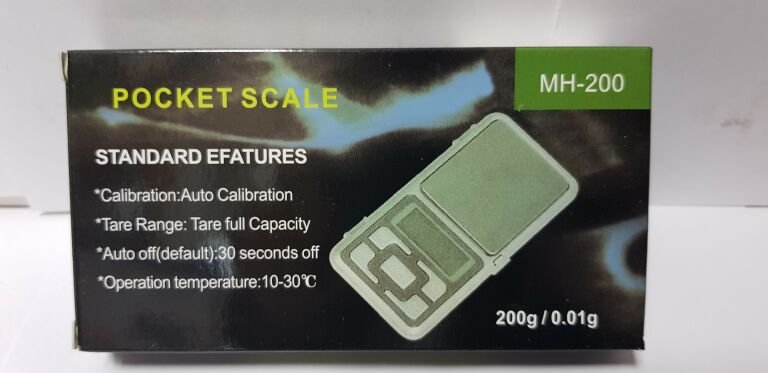 POCKET SCALE
MH-200
STANDARD EFATURES
*Calibration:Auto Calibration
*Tare Range: Tare full Capacity
*Auto off(default):30 seconds off
*Operation temperature:10-30℃
200g / 0.01g